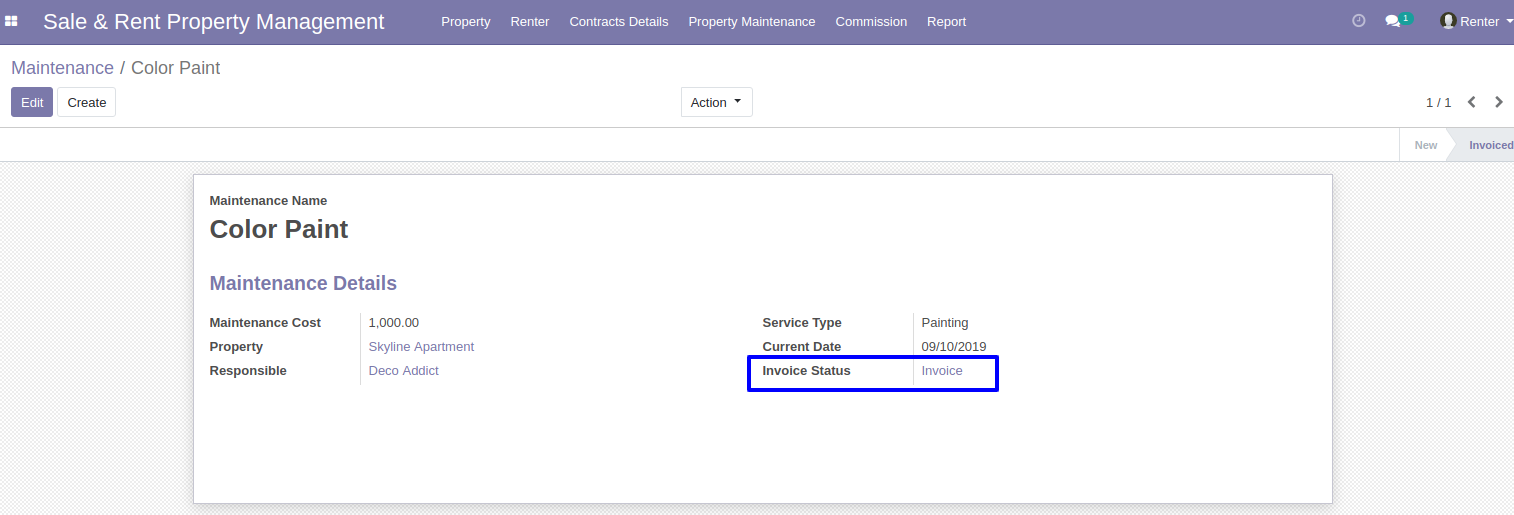 Sale & Rent Property Management Property Renter Contracts Details Property Maintenance Commission Report 1 Renter
Maintenance / Color Paint
Edit Create Action 1 / 1
New Invoiced
Maintenance Name
Color Paint
Maintenance Details
Maintenance Cost 1,000.00 Service Type Painting
Property Skyline Apartment Current Date 09/10/2019
Responsible Deco Addict Invoice Status Invoice